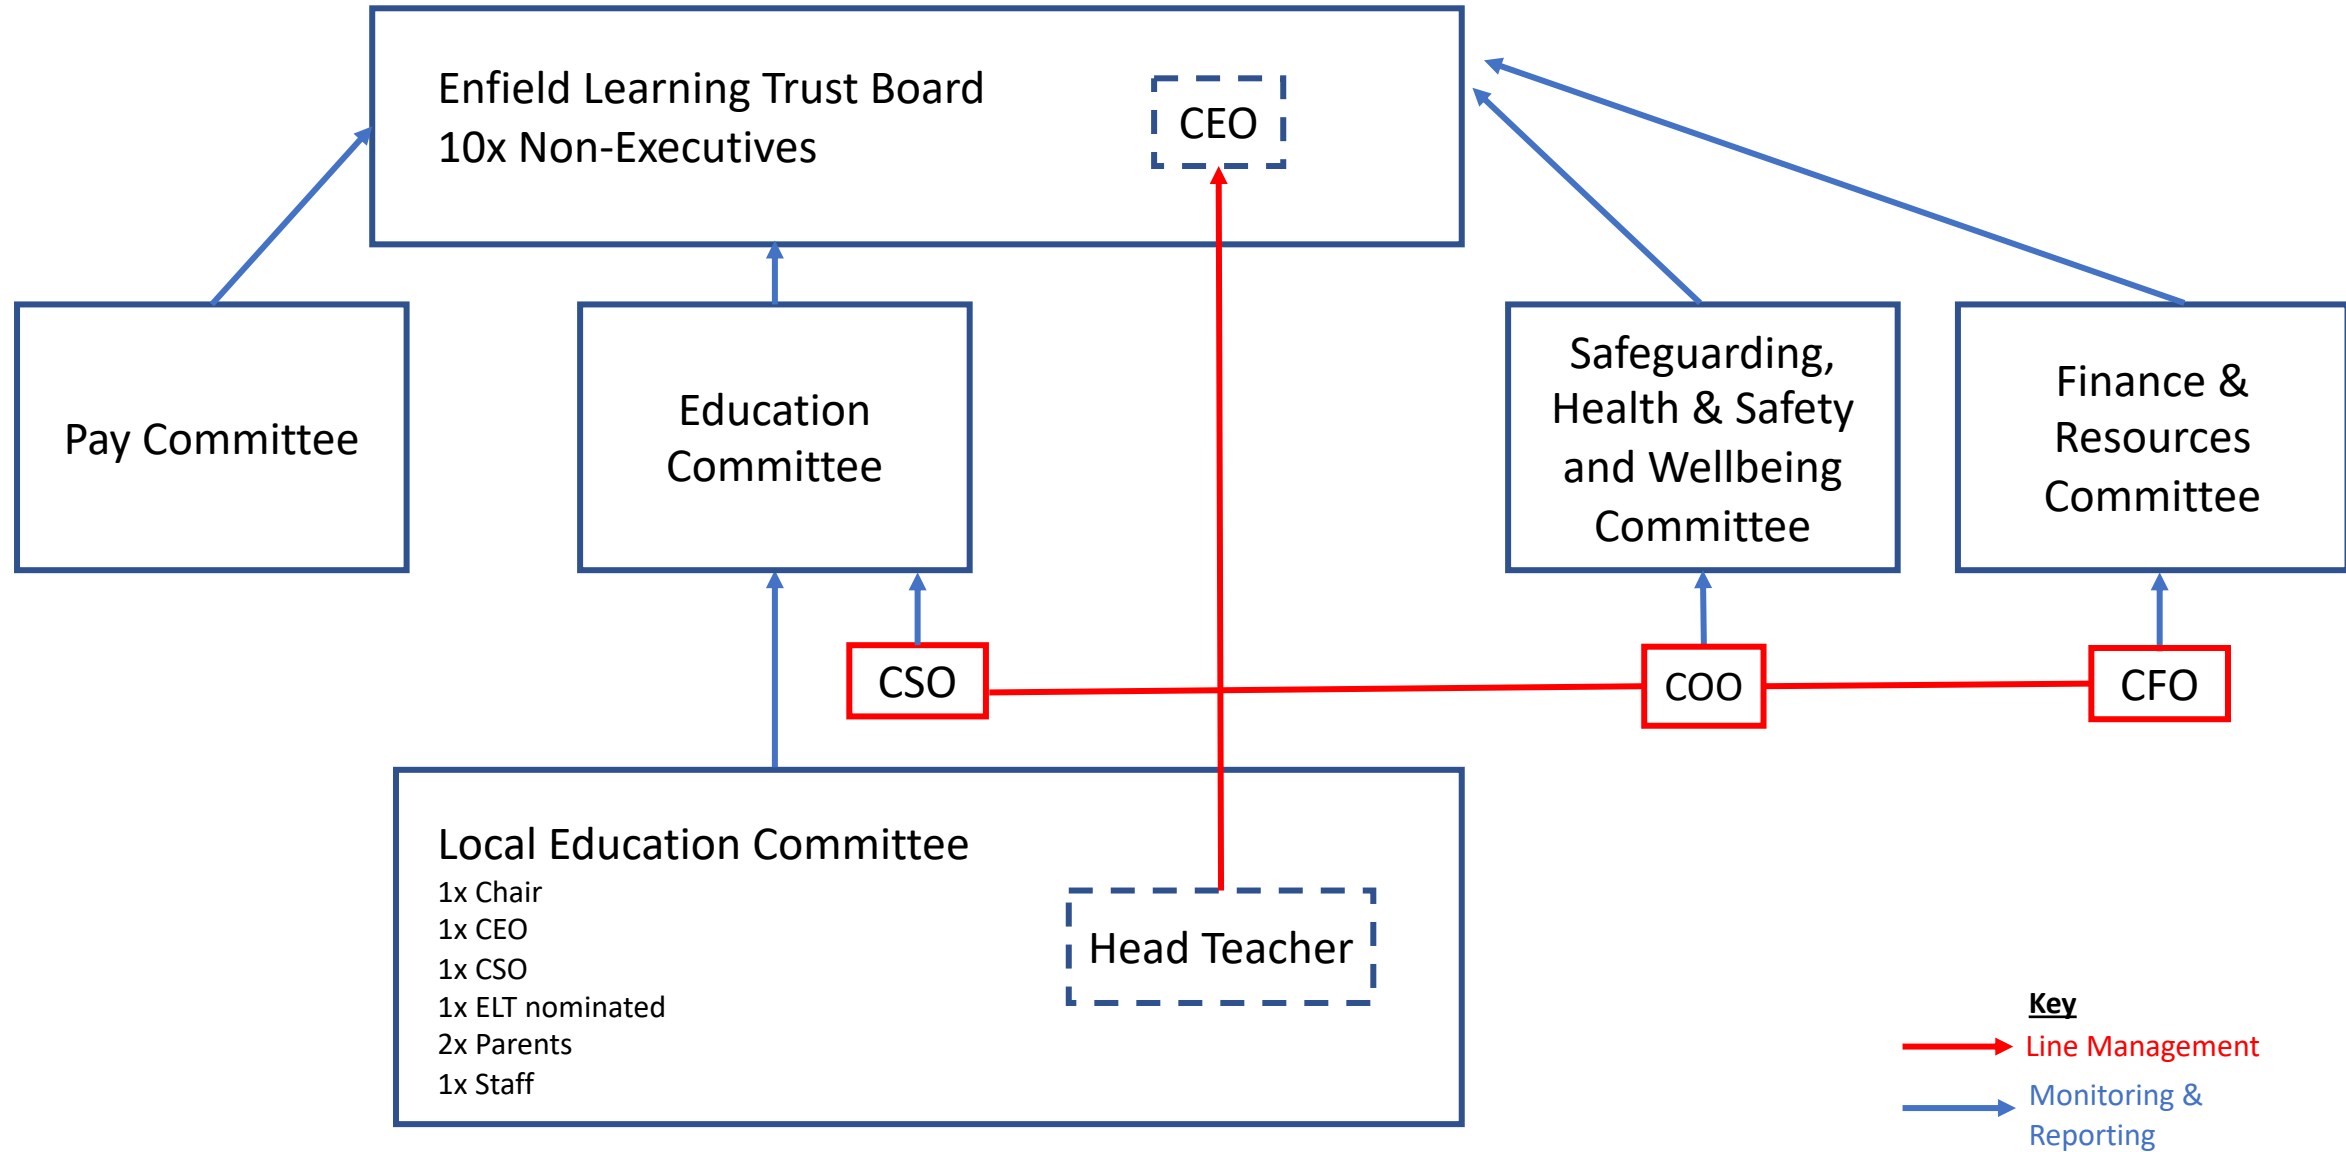 Enfield Learning Trust Board
10x Non-Executives
CEO
Pay Committee
Education
Committee
Safeguarding,
Health & Safety
and Wellbeing
Committee
Finance &
Resources
Committee
CSO
COO
CFO
Local Education Committee
1x Chair
1x CEO
1x CSO
1x ELT nominated
2x Parents
1x Staff
Head Teacher
Key
Line Management
Monitoring &
Reporting